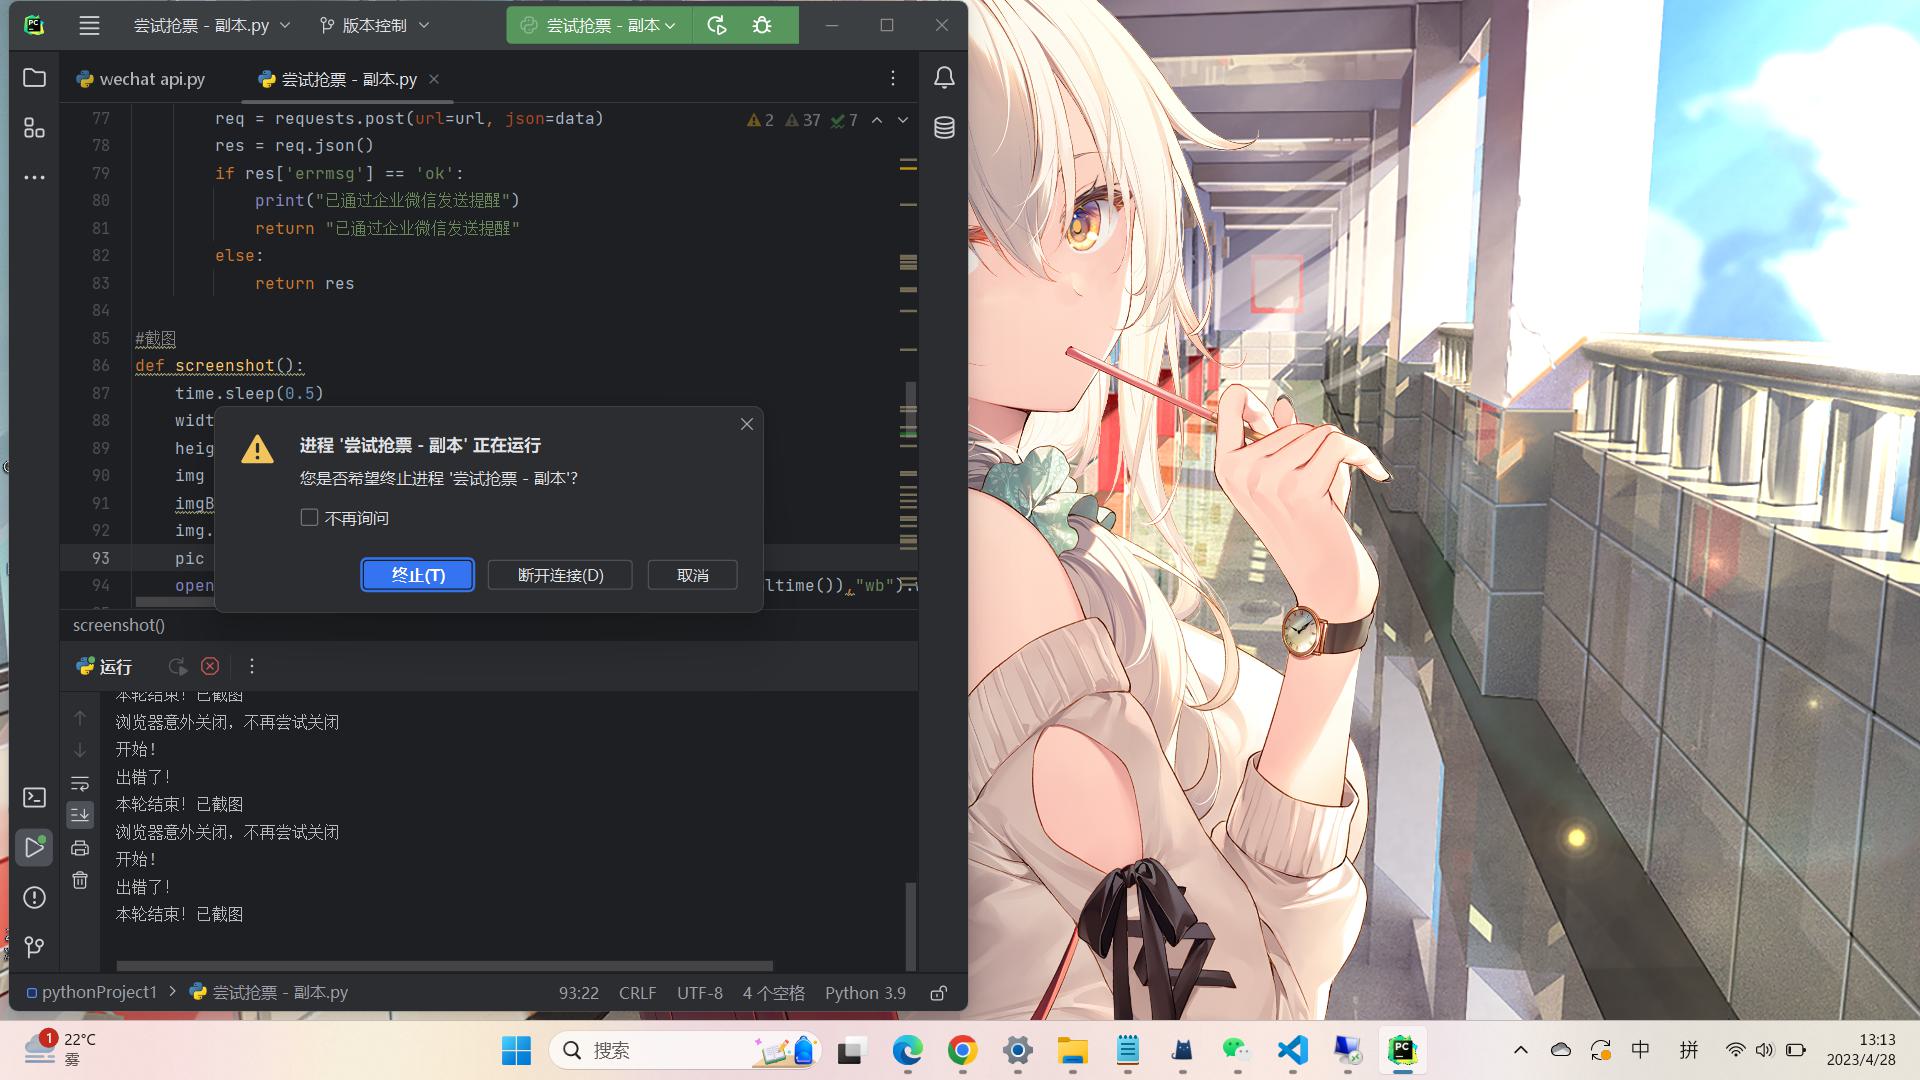 尝试抢票 - 副本.py
版本控制
尝试抢票 - 副本
wechat api.py
尝试抢票 - 副本.py
2 37 7
77 req = requests.post(url=url, json=data)
78 res = req.json()
79 if res['errmsg'] == 'ok':
80 print("已通过企业微信发送提醒")
81 return "已通过企业微信发送提醒"
82 else:
83 return res
84
85 #截图
86 def screenshot():
87 time.sleep(0.5)
88 widt
89 heig
90 img
91 imgB
92 img.
93 pic
94 open ltime()),"wb").
进程 '尝试抢票 - 副本' 正在运行
您是否希望终止进程 '尝试抢票 - 副本'?
不再询问
终止(T) 断开连接(D) 取消
screenshot()
运行
本轮结束！已截图
浏览器意外关闭，不再尝试关闭
开始！
出错了！
本轮结束！已截图
浏览器意外关闭，不再尝试关闭
开始！
出错了！
本轮结束！已截图
pythonProject1 > 尝试抢票 - 副本.py
93:22 CRLF UTF-8 4 个空格 Python 3.9
1
22°C
雾
搜索
中 拼
13:13
2023/4/28